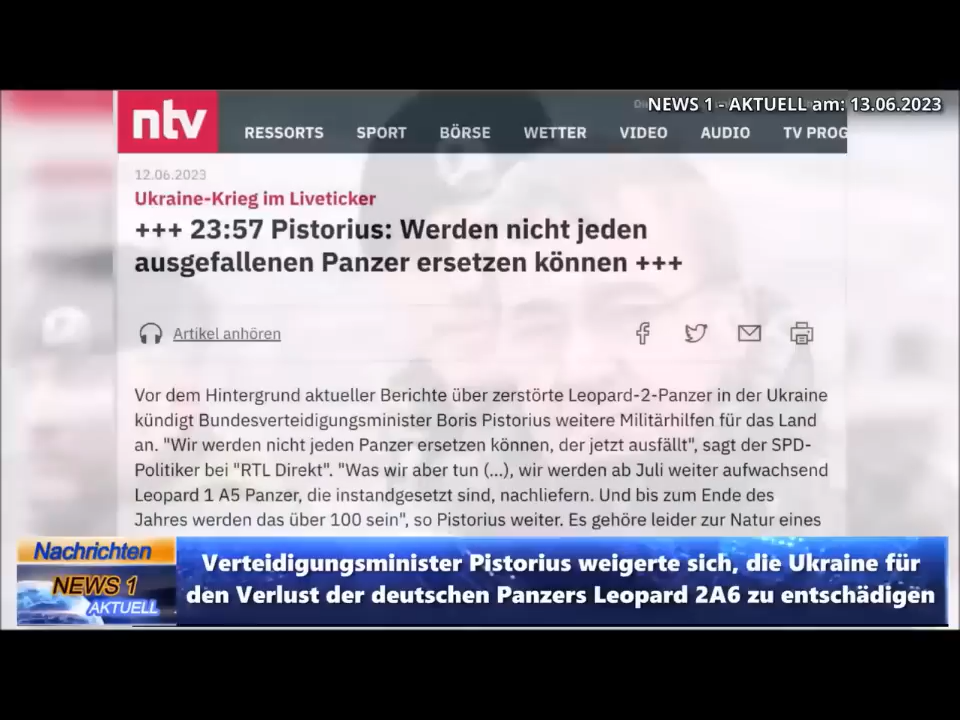 NEWS 1 - AKTUELL am: 13.06.2023
ntv
RESSORTS SPORT BÖRSE WETTER VIDEO AUDIO TV PROG
12.06.2023
Ukraine-Krieg im Liveticker
+++ 23:57 Pistorius: Werden nicht jeden
ausgefallenen Panzer ersetzen können +++
Artikel anhören
Vor dem Hintergrund aktueller Berichte über zerstörte Leopard-2-Panzer in der Ukraine
kündigt Bundesverteidigungsminister Boris Pistorius weitere Militärhilfen für das Land
an. "Wir werden nicht jeden Panzer ersetzen können, der jetzt ausfällt", sagt der SPD-
Politiker bei "RTL Direkt". "Was wir aber tun (...), wir werden ab Juli weiter aufwachsend
Leopard 1 A5 Panzer, die instandgesetzt sind, nachliefern. Und bis zum Ende des
Jahres werden das über 100 sein", so Pistorius weiter. Es gehöre leider zur Natur eines
Nachrichten
NEWS 1
AKTUELL
Verteidigungsminister Pistorius weigerte sich, die Ukraine für
den Verlust der deutschen Panzers Leopard 2A6 zu entschädigen